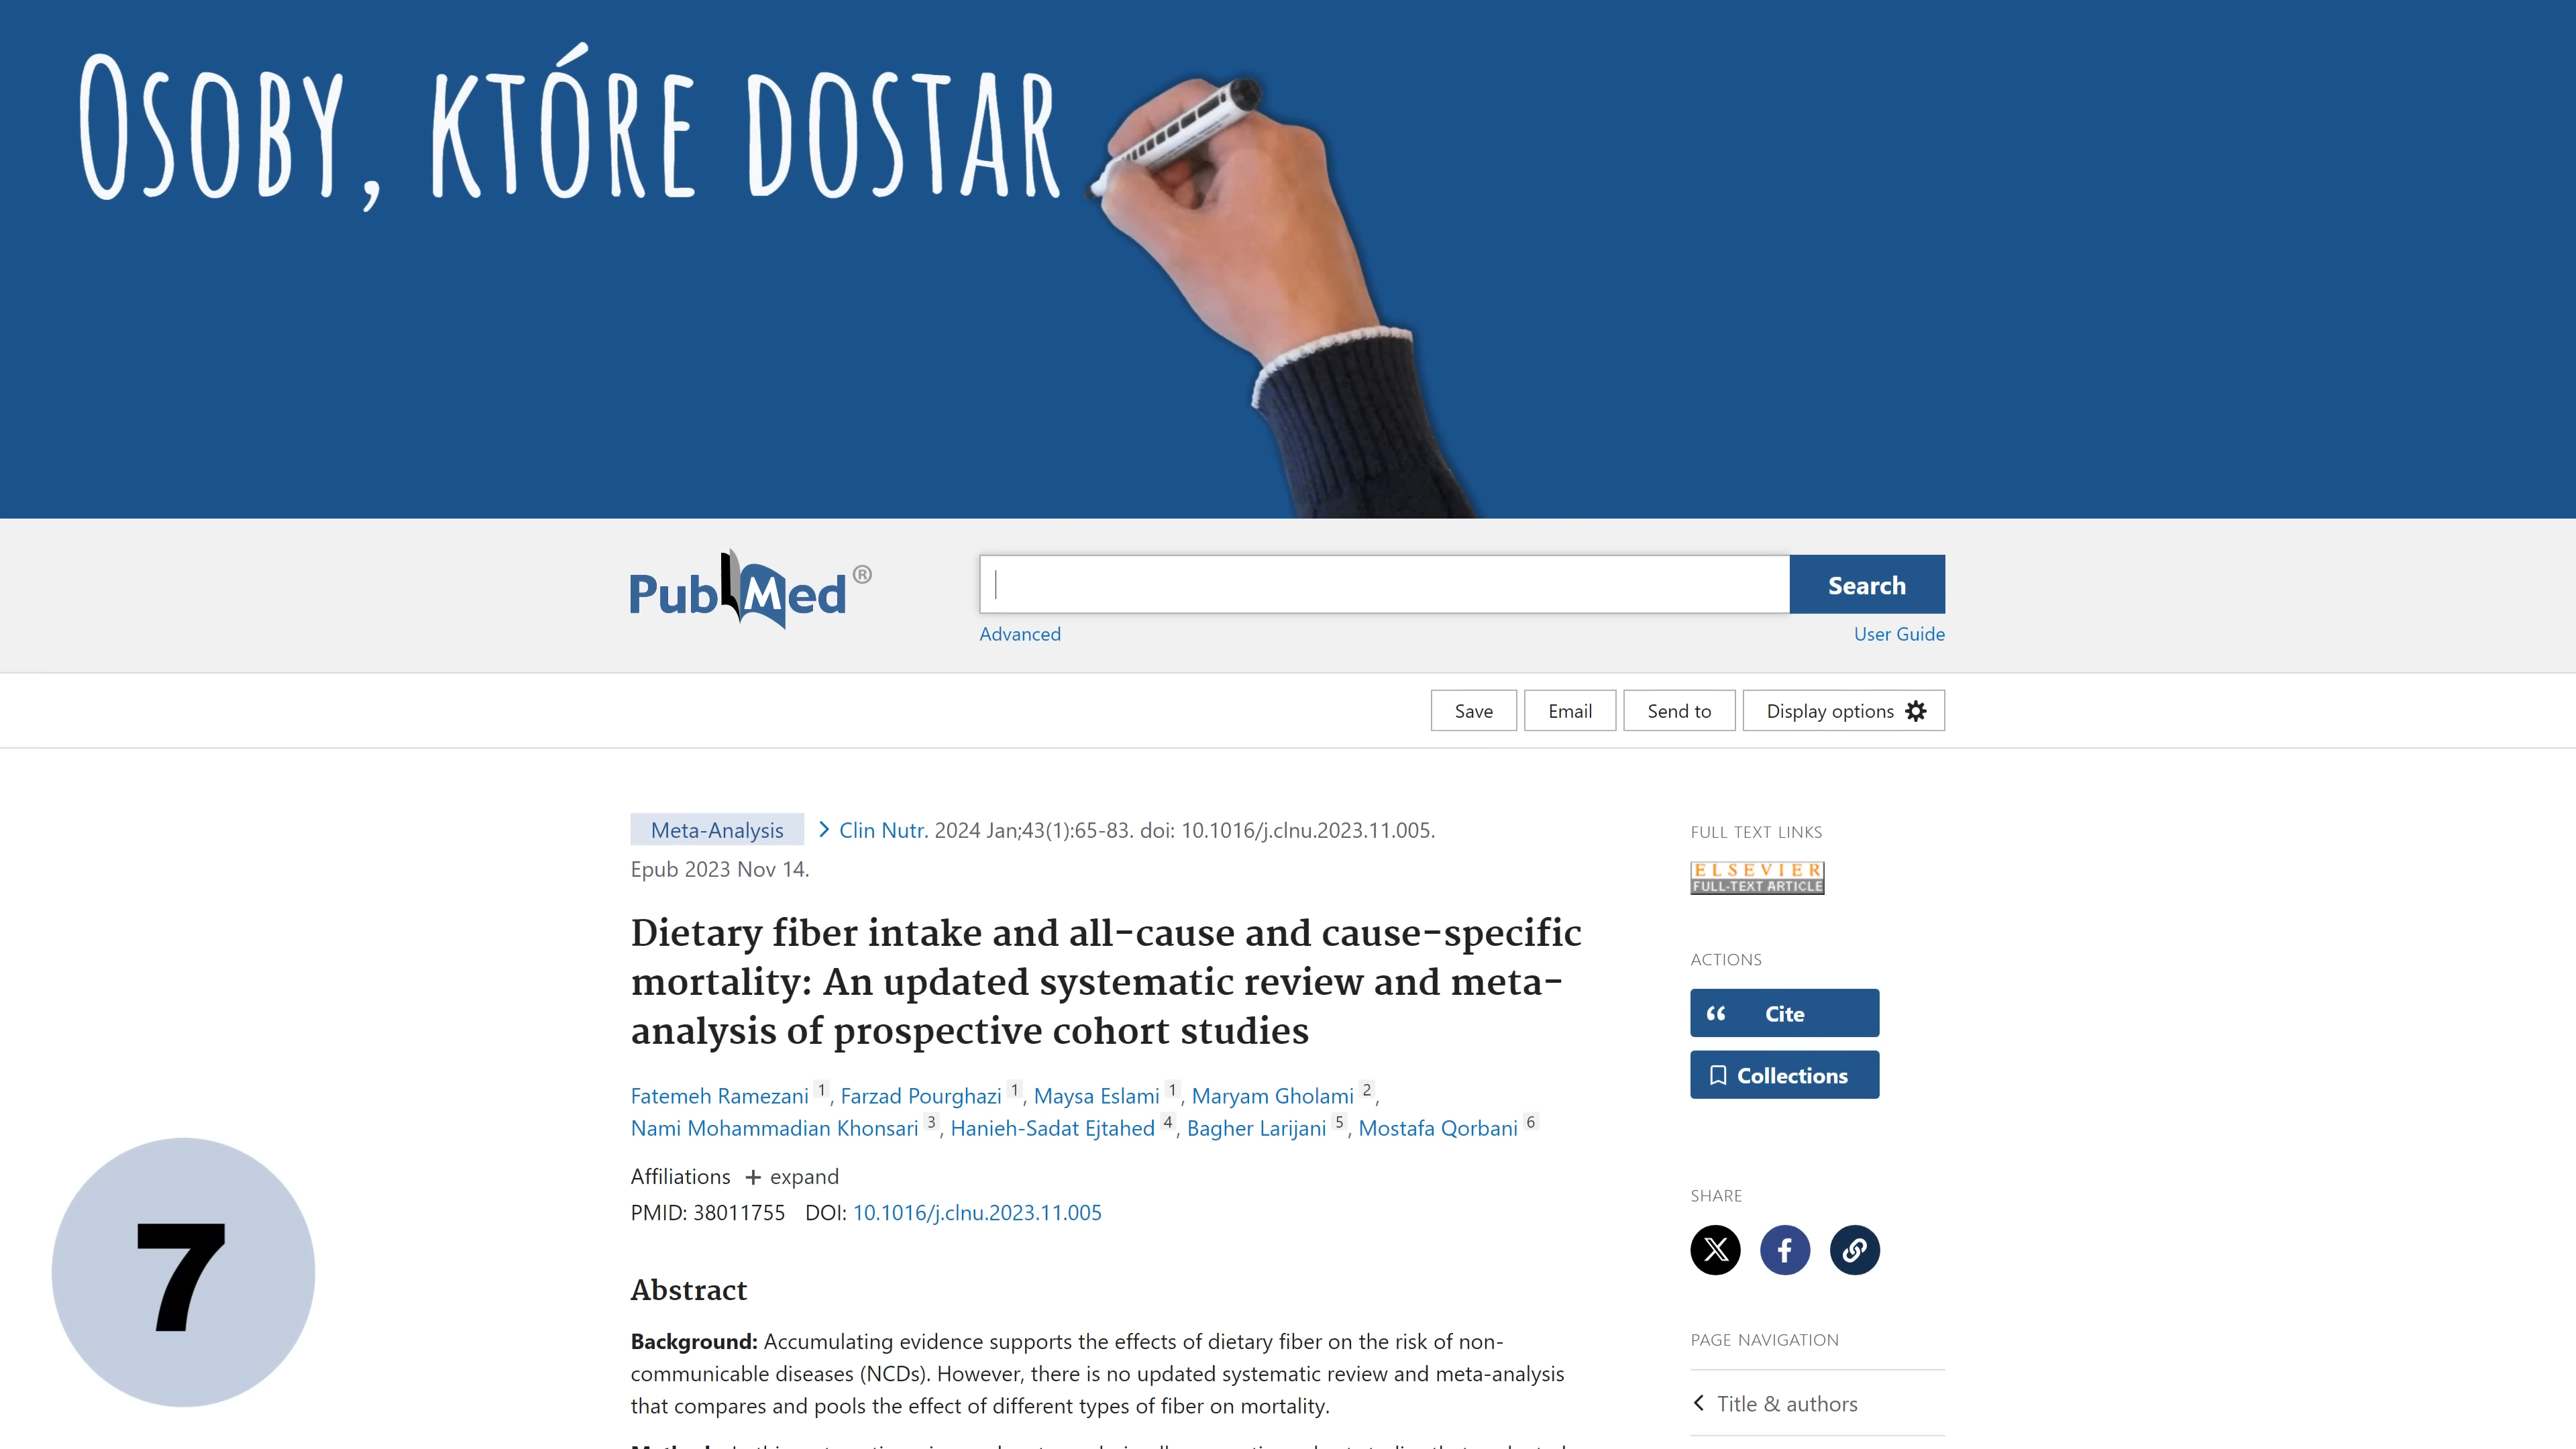 OSOBY, KTÓRE DOSTAR
PubMed®
Search
Advanced
User Guide
Save
Email
Send to
Display options
Meta-Analysis
Clin Nutr. 2024 Jan;43(1):65-83. doi: 10.1016/j.clnu.2023.11.005.
Epub 2023 Nov 14.
Dietary fiber intake and all-cause and cause-specific
mortality: An updated systematic review and meta-
analysis of prospective cohort studies
Fatemeh Ramezani 1, Farzad Pourghazi 1, Maysa Eslami 1, Maryam Gholami 2,
Nami Mohammadian Khonsari 3, Hanieh-Sadat Ejtahed 4, Bagher Larijani 5, Mostafa Qorbani 6
Affiliations + expand
PMID: 38011755 DOI: 10.1016/j.clnu.2023.11.005
Abstract
Background: Accumulating evidence supports the effects of dietary fiber on the risk of non-
communicable diseases (NCDs). However, there is no updated systematic review and meta-analysis
that compares and pools the effect of different types of fiber on mortality.
FULL TEXT LINKS
ELSEVIER
FULL-TEXT ARTICLE
ACTIONS
Cite
Collections
SHARE
PAGE NAVIGATION
Title & authors
7